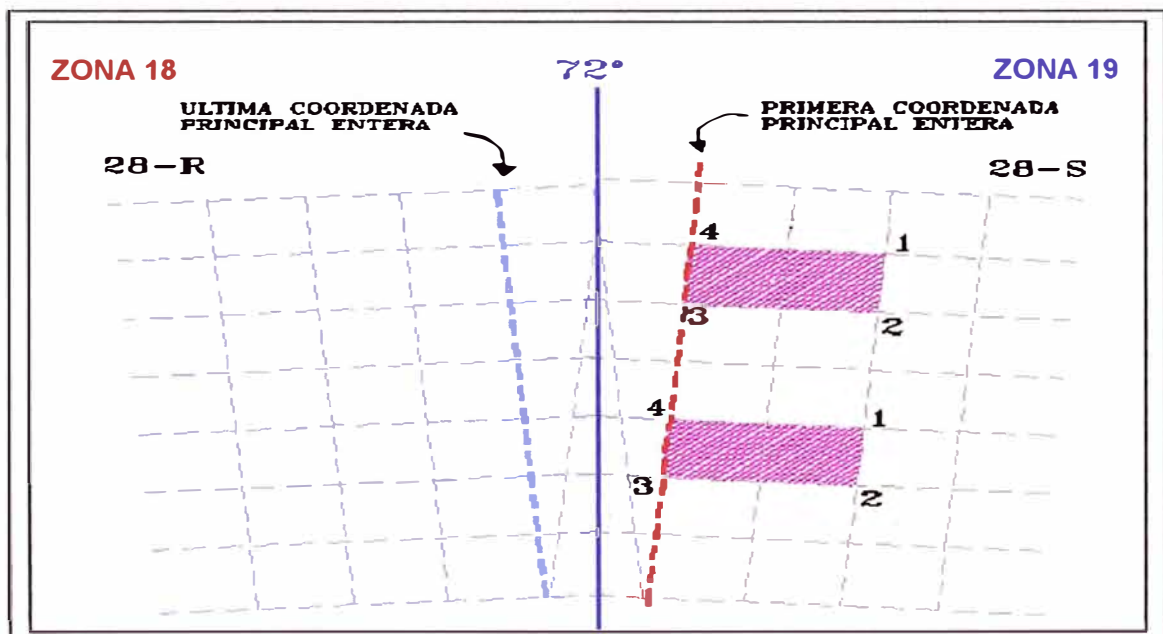 ZONA 18
72°
ZONA 19
ULTIMA COORDENADA
PRINCIPAL ENTERA
PRIMERA COORDENADA
PRINCIPAL ENTERA
28-R
28-S
4
1
3
2
4
1
3
2